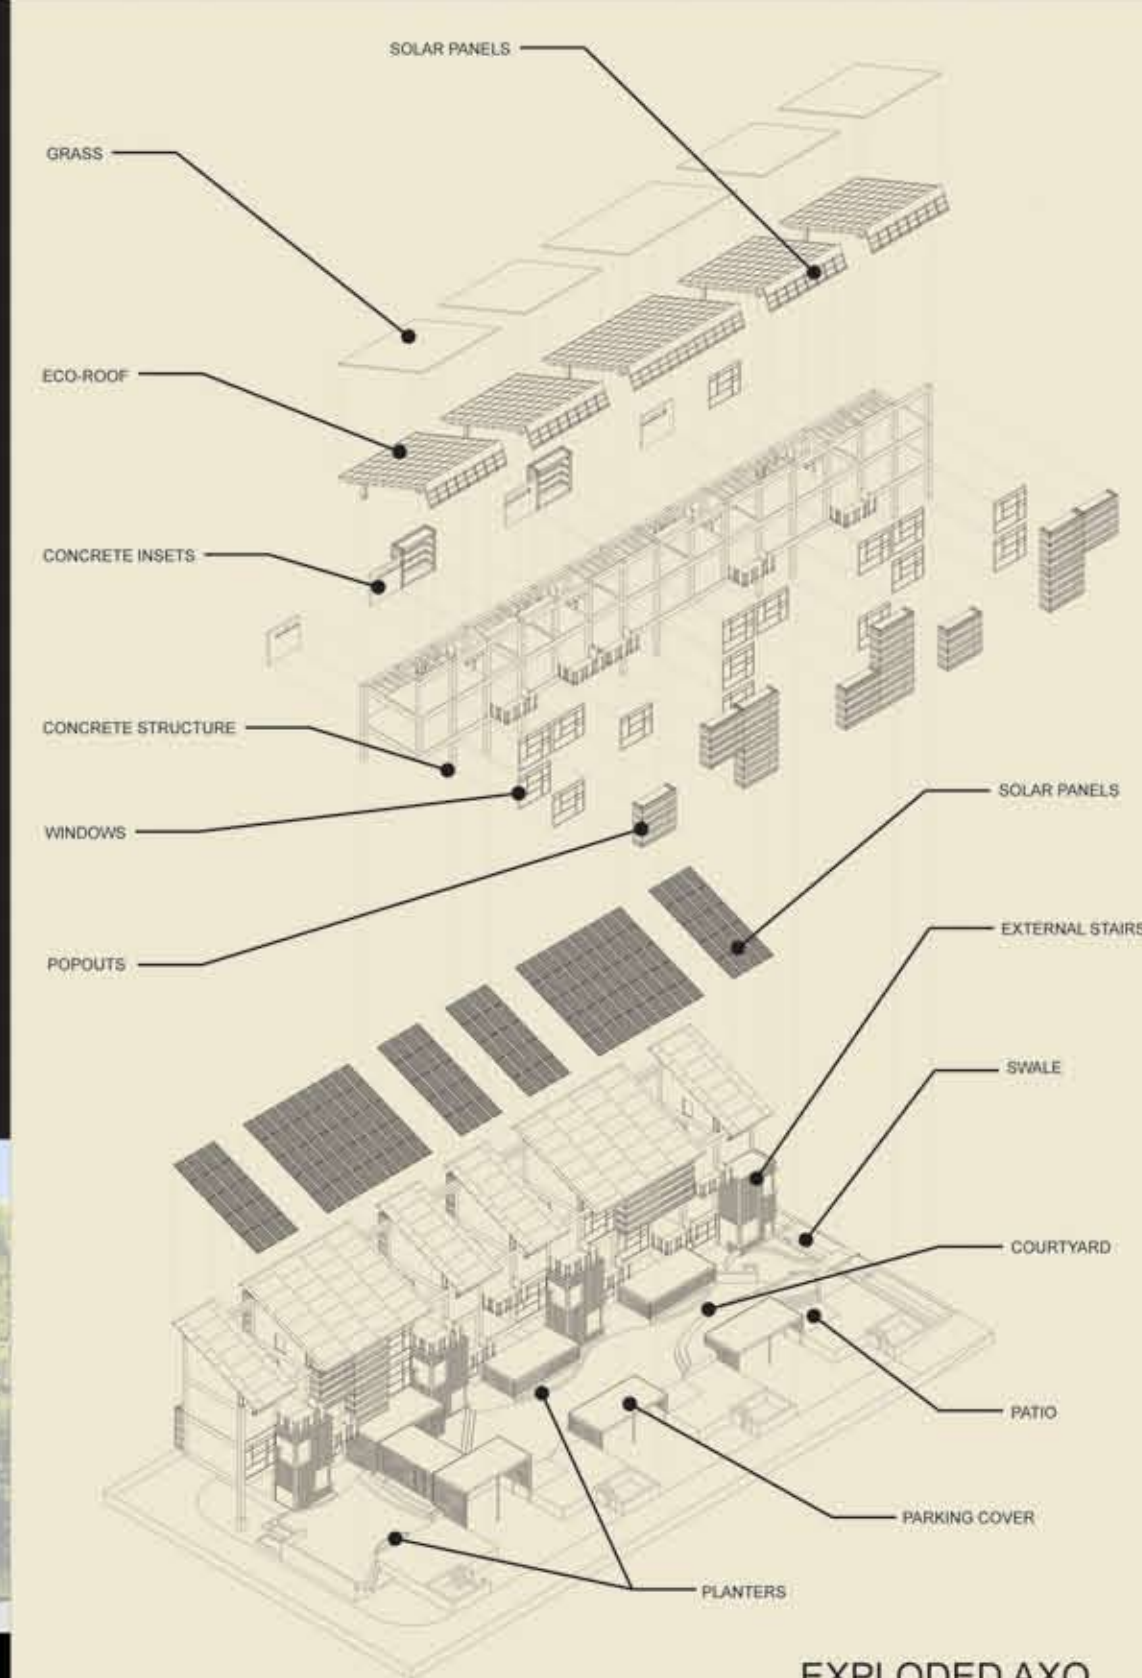 SOLAR PANELS
GRASS
ECO-ROOF
CONCRETE INSETS
CONCRETE STRUCTURE
WINDOWS
SOLAR PANELS
EXTERNAL STAIRS
POPOUTS
SWALE
COURTYARD
PATIO
PARKING COVER
PLANTERS
EXPLODED AXO